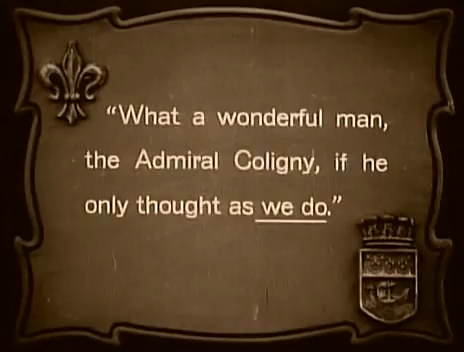 “What a wonderful man,
the Admiral Coligny, if he
only thought as we do.”